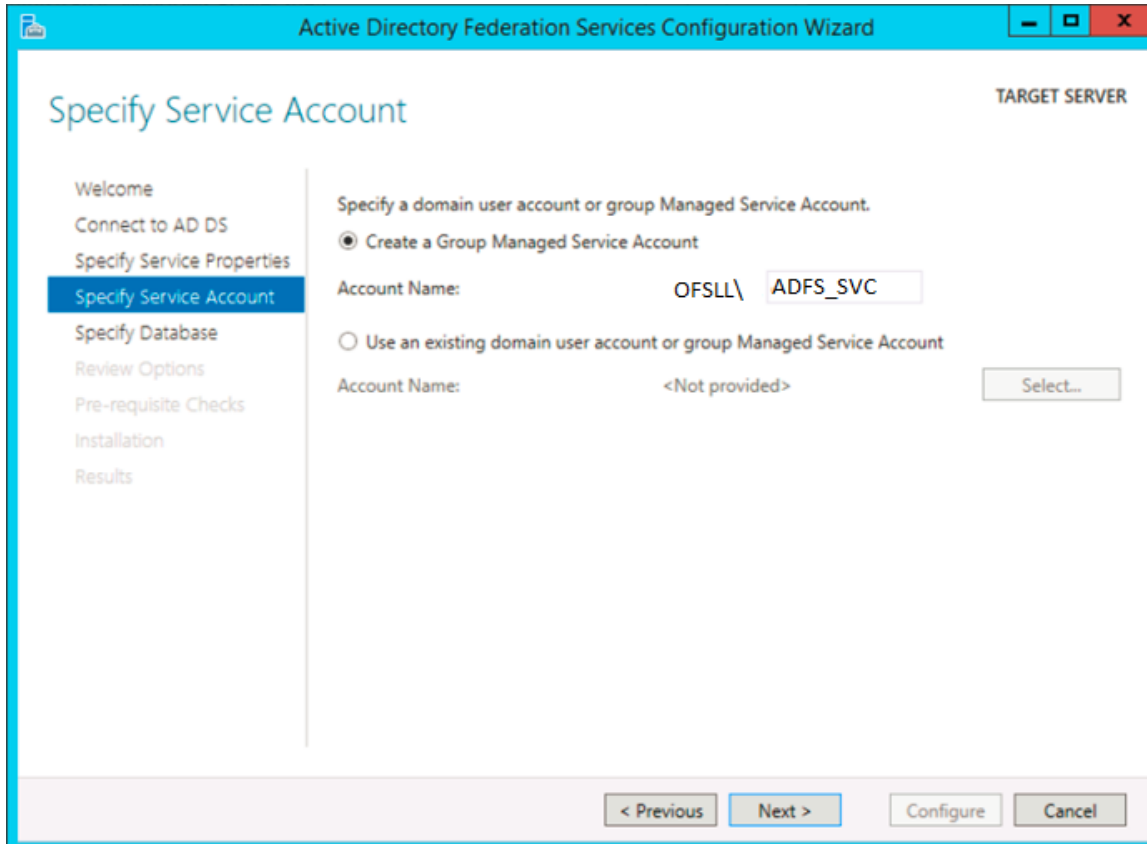 Active Directory Federation Services Configuration Wizard
Specify Service Account
TARGET SERVER
Welcome
Connect to AD DS
Specify Service Properties
Specify Service Account
Specify Database
Review Options
Pre-requisite Checks
Installation
Results
Specify a domain user account or group Managed Service Account.
Create a Group Managed Service Account
Account Name: OFSLL\ ADFS_SVC
Use an existing domain user account or group Managed Service Account
Account Name: <Not provided> Select...
< Previous Next > Configure Cancel